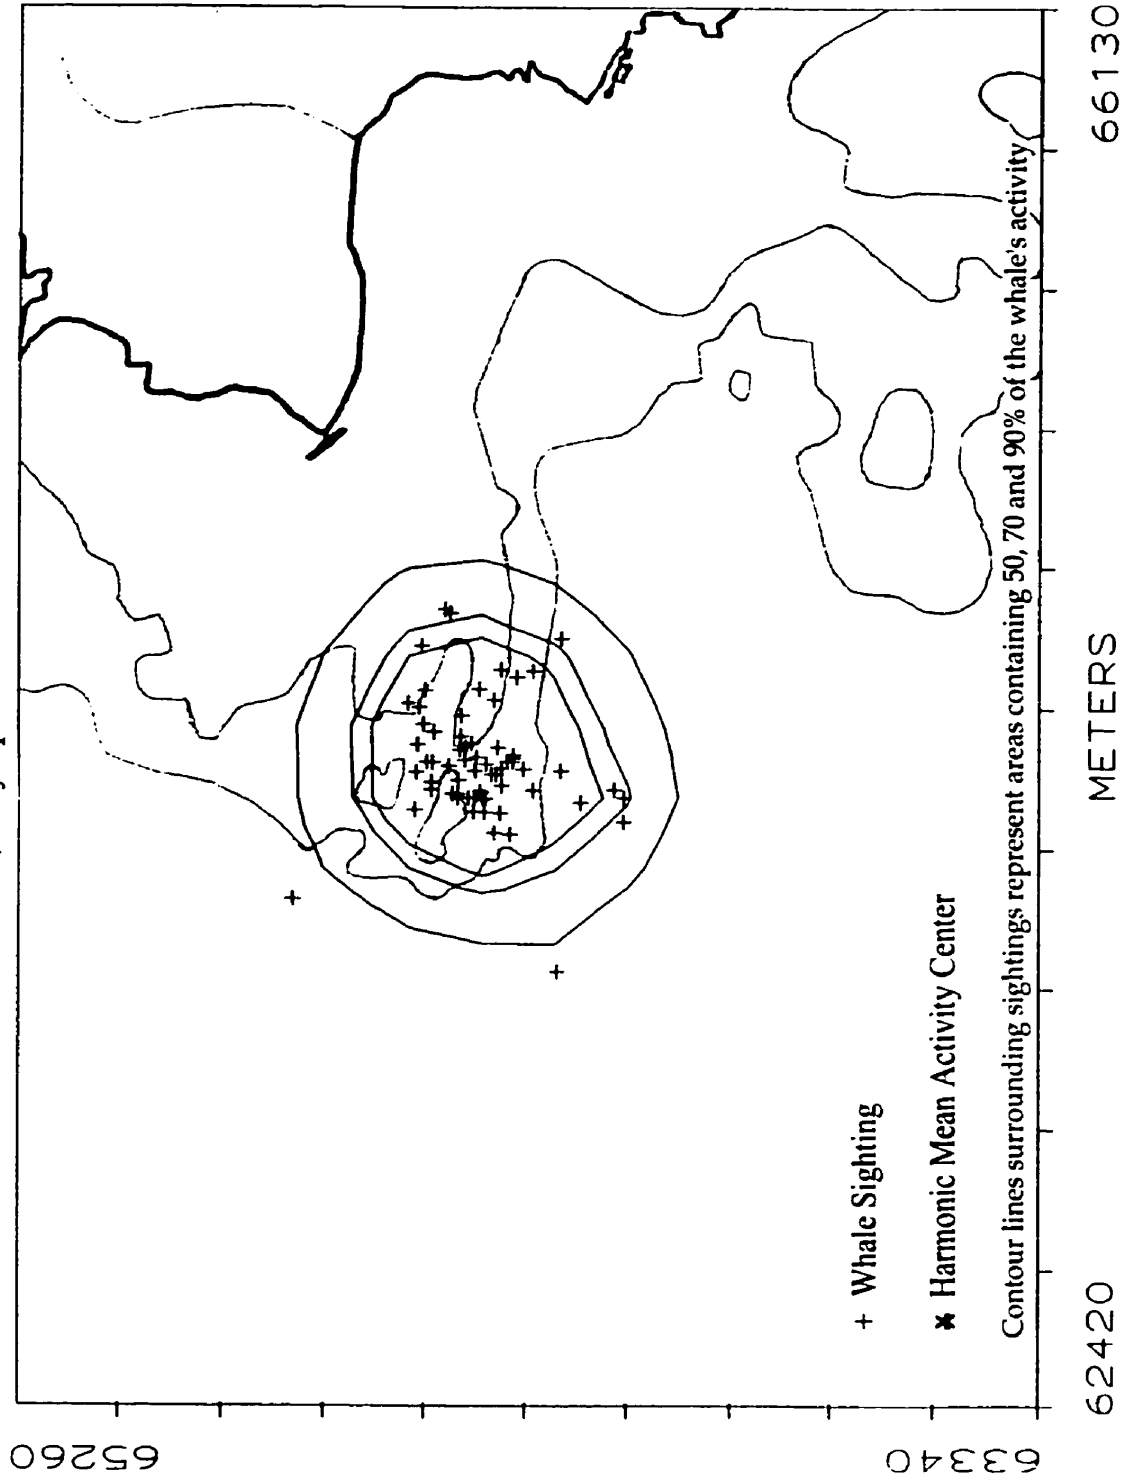 65260
63340
+ Whale Sighting
Harmonic Mean Activity Center
Contour lines surrounding sightings represent areas containing 50, 70 and 90% of the whale's activity
62420
METERS
66130